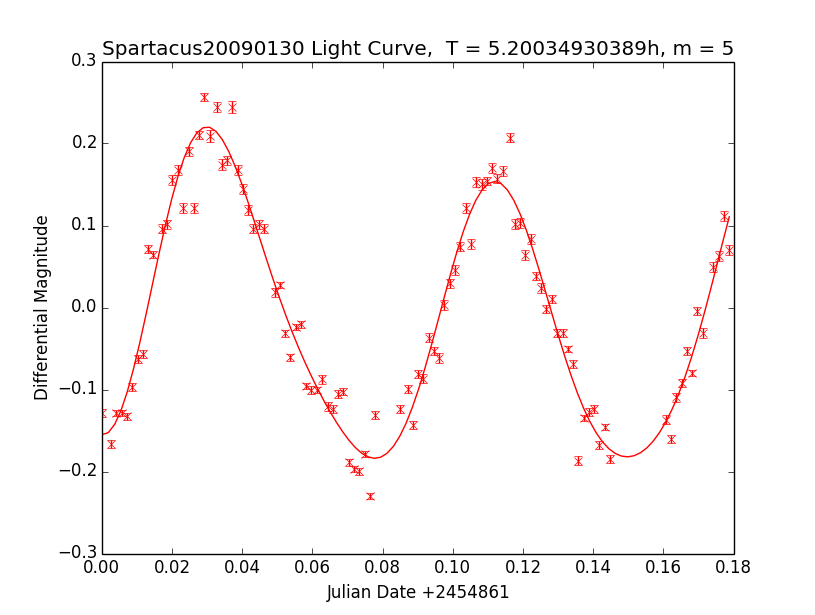 Spartacus20090130 Light Curve,  T = 5.20034930389h, m = 5
0.3
0.2
0.1
0.0
−0.1
−0.2
−0.3
Differential Magnitude
0.00 0.02 0.04 0.06 0.08 0.10 0.12 0.14 0.16 0.18
Julian Date +2454861